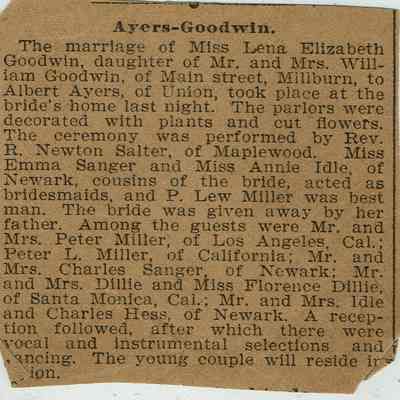 Ayers-Goodwin.
The marriage of Miss Lena Elizabeth
Goodwin, daughter of Mr. and Mrs. Will-
iam Goodwin, of Main street, Millburn, to
Albert Ayers, of Union, took place at the
bride's home last night. The parlors were
decorated with plants and cut flowers.
The ceremony was performed by Rev.
R. Newton Salter, of Maplewood. Miss
Emma Sanger and Miss Annie Idle, of
Newark, cousins of the bride, acted as
bridesmaids, and P. Lew Miller was best
man. The bride was given away by her
father. Among the guests were Mr. and
Mrs. Peter Miller, of Los Angeles, Cal.;
Peter L. Miller, of California; Mr. and
Mrs. Charles Sanger, of Newark; Mr.
and Mrs. Dillie and Miss Florence Dillie,
of Santa Monica, Cal.; Mr. and Mrs. Idle
and Charles Hess, of Newark. A recep-
tion followed, after which there were
vocal and instrumental selections and
ancing. The young couple will reside in
ion.